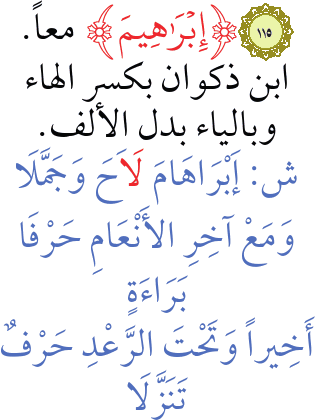 ١١٥ ﴿إِبْرَٰهِيمَ﴾ معاً.
ابن ذكوان بكسر الهاء
وبالياء بدل الألف.
ش: إَبْرَاهَامَ لَاحَ وَجَمَّلَا
وَمَعْ آخِرِ الأَنْعَامِ حَرْفَا
بَرَاءَةٍ
أَخِيراً وَتَحْتَ الرَّعْدِ حَرْفٌ
تَنَزَّلَا